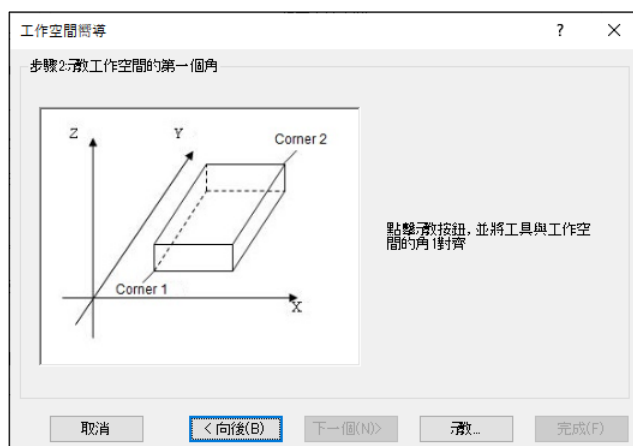 工作空間嚮導
?
步驟2:示教工作空間的第一個角
Z
Y
Corner 2
Corner 1
X
點擊示教按鈕, 並將工具與工作空
間的角1對齊
取消
< 向後(B)
下一個(N)>
示教...
完成(F)